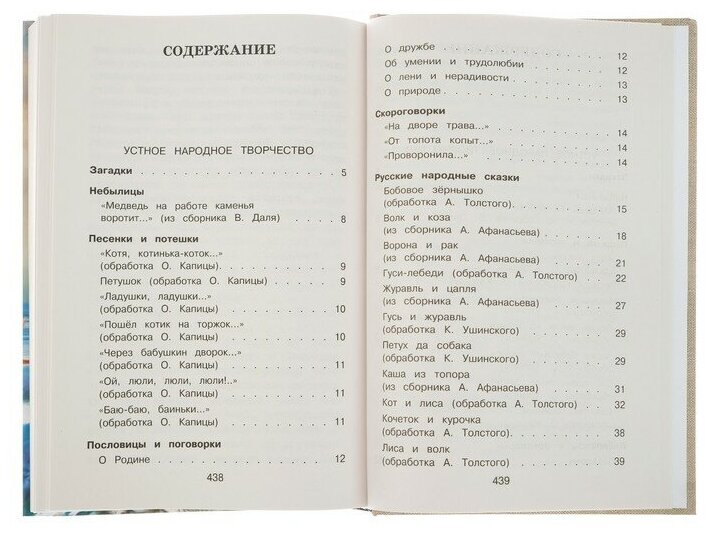 СОДЕРЖАНИЕ
УСТНОЕ НАРОДНОЕ ТВОРЧЕСТВО
Загадки . . . . . . . . . . . . . . . . . . 5
Небылицы
«Медведь на работе каменья
воротит...» (из сборника В. Даля) . . . . . 8
Песенки и потешки
«Котя, котинька-коток...»
(обработка О. Капицы). . . . . . . . . . . 9
Петушок (обработка О. Капицы) . . . . . . 9
«Ладушки, ладушки...»
(обработка О. Капицы) . . . . . . . . . . 10
«Пошёл котик на торжок...»
(обработка О. Капицы) . . . . . . . . . . 10
«Через бабушкин дворок...»
(обработка О. Капицы) . . . . . . . . . . 11
«Ой, люли, люли, люли!..»
(обработка О. Капицы) . . . . . . . . . . 11
«Баю-баю, баиньки...»
(обработка О. Капицы) . . . . . . . . . . 11
Пословицы и поговорки
О Родине . . . . . . . . . . . . . . . . 12
438
О дружбе . . . . . . . . . . . . . . . . 12
Об умении и трудолюбии . . . . . . . . . 12
О лени и нерадивости . . . . . . . . . . 13
О природе . . . . . . . . . . . . . . . . 13
Скороговорки
«На дворе трава...» . . . . . . . . . . . 14
«От топота копыт...» . . . . . . . . . . 14
«Проворонила...» . . . . . . . . . . . . 14
Русские народные сказки
Бобовое зёрнышко
(обработка А. Толстого). . . . . . . . . 15
Волк и коза
(из сборника А. Афанасьева) . . . . . . . 18
Ворона и рак
(из сборника А. Афанасьева) . . . . . . . 21
Гуси-лебеди (обработка А. Толстого) . . . 22
Журавль и цапля
(из сборника А. Афанасьева) . . . . . . . 27
Гусь и журавль
(обработка К. Ушинского) . . . . . . . . 29
Петух да собака
(обработка К. Ушинского) . . . . . . . . 29
Каша из топора
(из сборника А. Афанасьева) . . . . . . . 31
Кот и лиса (обработка А. Толстого) . . . . 32
Кочеток и курочка
(обработка А. Толстого). . . . . . . . . 38
Лиса и волк
(обработка А. Толстого) . . . . . . . . . 39
439